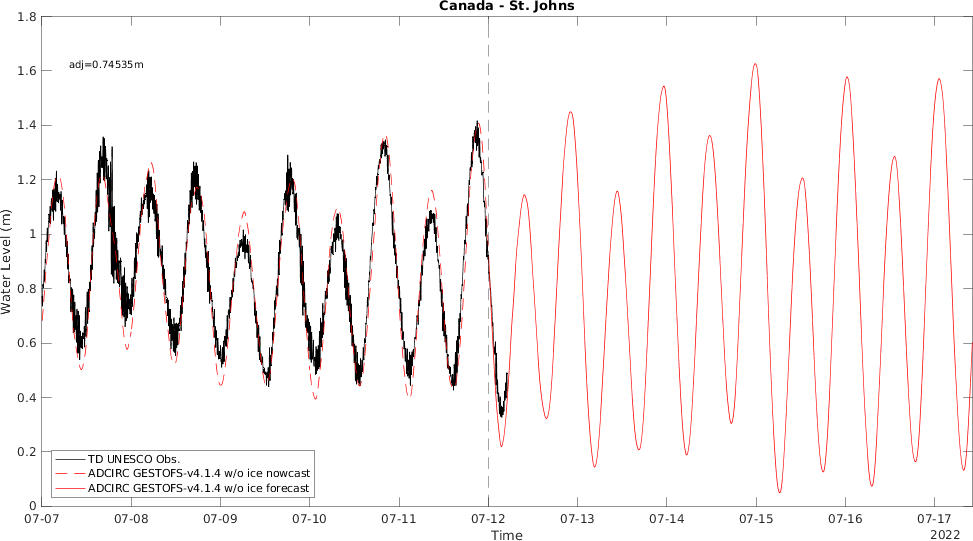 Canada - St. Johns
1.8
1.6
1.4
1.2
1
0.8
0.6
0.4
0.2
0
Water Level (m)
adj=0.74535m
TD UNESCO Obs.
ADCIRC GESTOFS-v4.1.4 w/o ice nowcast
ADCIRC GESTOFS-v4.1.4 w/o ice forecast
07-07 07-08 07-09 07-10 07-11 07-12 07-13 07-14 07-15 07-16 07-17
Time
2022